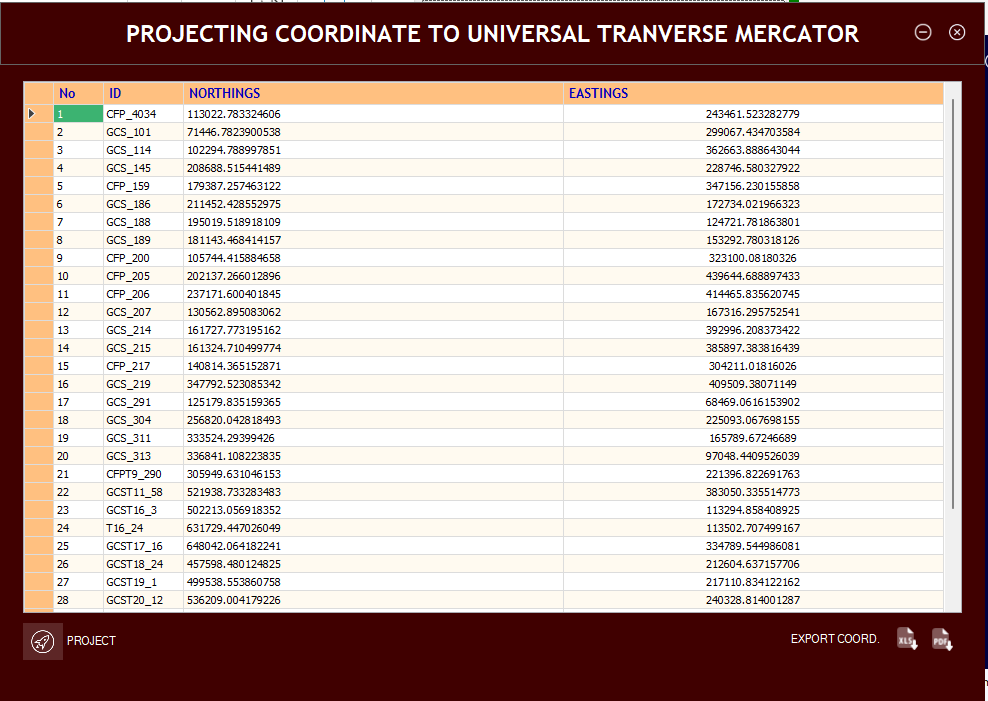 PROJECTING COORDINATE TO UNIVERSAL TRANVERSE MERCATOR
No ID NORTHINGS EASTINGS
1 CFP_4034 113022.783324606 243461.523282779
2 GCS_101 71446.7823900538 299067.434703584
3 GCS_114 102294.788997851 362663.888643044
4 GCS_145 208688.515441489 228746.580327922
5 CFP_159 179387.257463122 347156.230155858
6 GCS_186 211452.428552975 172734.021966323
7 GCS_188 195019.518918109 124721.781863801
8 GCS_189 181143.468414157 153292.780318126
9 CFP_200 105744.415884658 323100.08180326
10 CFP_205 202137.266012896 439644.688897433
11 CFP_206 237171.600401845 414465.835620745
12 GCS_207 130562.895083062 167316.295752541
13 GCS_214 161727.773195162 392996.208373422
14 GCS_215 161324.710499774 385897.383816439
15 CFP_217 140814.365152871 304211.01816026
16 GCS_219 347792.523085342 409509.38071149
17 GCS_291 125179.835159365 68469.0616153902
18 GCS_304 256820.042818493 225093.067698155
19 GCS_311 333524.29399426 165789.67246689
20 GCS_313 336841.108223835 97048.4409526039
21 CFPT9_290 305949.631046153 221396.822691763
22 GCST11_58 521938.733283483 383050.335514773
23 GCST16_3 502213.056918352 113294.858408925
24 T16_24 631729.447026049 113502.707499167
25 GCST17_16 648042.064182241 334789.544986081
26 GCST18_24 457598.480124825 212604.637157706
27 GCST19_1 499538.553860758 217110.834122162
28 GCST20_12 536209.004179226 240328.814001287
PROJECT EXPORT COORD. XLS PDF